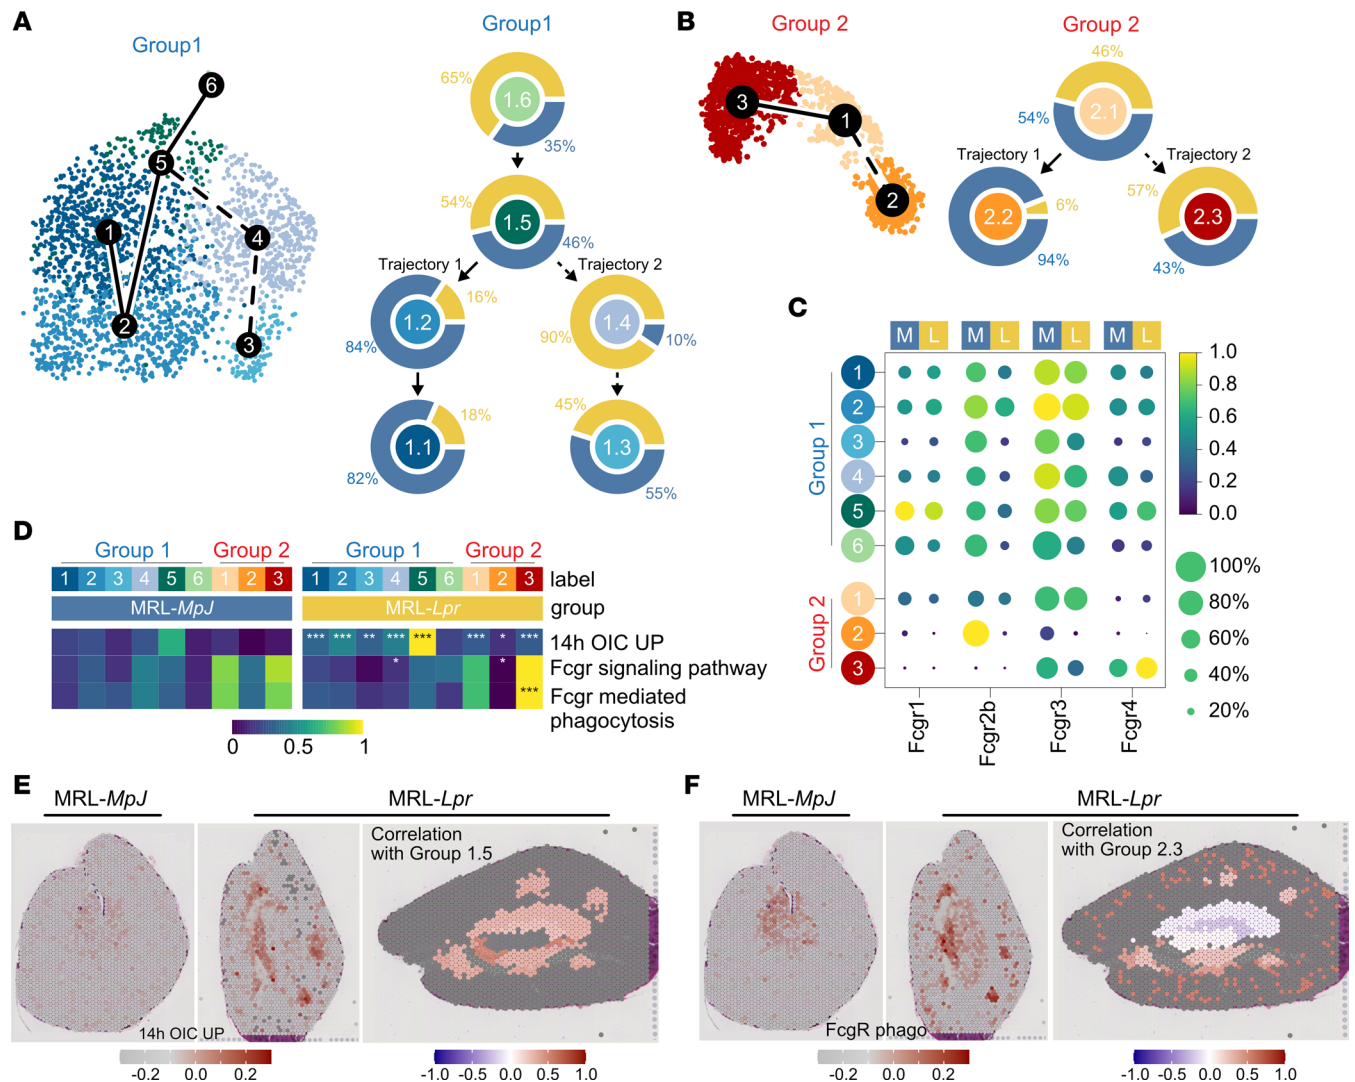 A
Group1
6
5
1
4
2
3
Group1
65%
1.6
35%
54%
1.5
46%
Trajectory 1
Trajectory 2
16%
1.2
84%
90%
1.4
10%
18%
1.1
82%
45%
1.3
55%
B
Group 2
3
1
2
Group 2
46%
2.1
54%
Trajectory 1
Trajectory 2
2.2
6%
94%
57%
2.3
43%
C
M L M L M L M L
Group 1
1
2
3
4
5
6
Group 2
1
2
3
Fcgr1
Fcgr2b
Fcgr3
Fcgr4
1.0
0.8
0.6
0.4
0.2
0.0
100%
80%
60%
40%
20%
D
Group 1 Group 2 Group 1 Group 2
1 2 3 4 5 6 1 2 3 1 2 3 4 5 6 1 2 3 label
MRL-MpJ MRL-Lpr group
*** *** ** *** *** *** * *** 14h OIC UP
* * Fcgr signaling pathway
*** Fcgr mediated
phagocytosis
0 0.5 1
E
MRL-MpJ MRL-Lpr
Correlation
with Group 1.5
14h OIC UP
-0.2 0.0 0.2
-1.0 -0.5 0.0 0.5 1.0
F
MRL-MpJ MRL-Lpr
Correlation
with Group 2.3
FcgR phago
-0.2 0.0 0.2
-1.0 -0.5 0.0 0.5 1.0